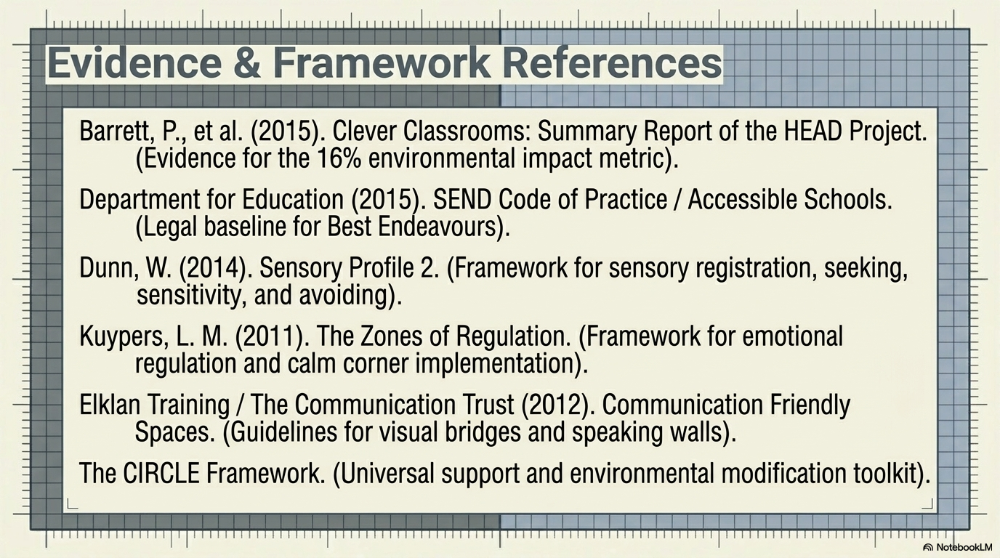 Evidence & Framework References
Barrett, P., et al. (2015). Clever Classrooms: Summary Report of the HEAD Project.
(Evidence for the 16% environmental impact metric).
Department for Education (2015). SEND Code of Practice / Accessible Schools.
(Legal baseline for Best Endeavours).
Dunn, W. (2014). Sensory Profile 2. (Framework for sensory registration, seeking,
sensitivity, and avoiding).
Kuypers, L. M. (2011). The Zones of Regulation. (Framework for emotional
regulation and calm corner implementation).
Elklan Training / The Communication Trust (2012). Communication Friendly
Spaces. (Guidelines for visual bridges and speaking walls).
The CIRCLE Framework. (Universal support and environmental modification toolkit).
NotebookLM